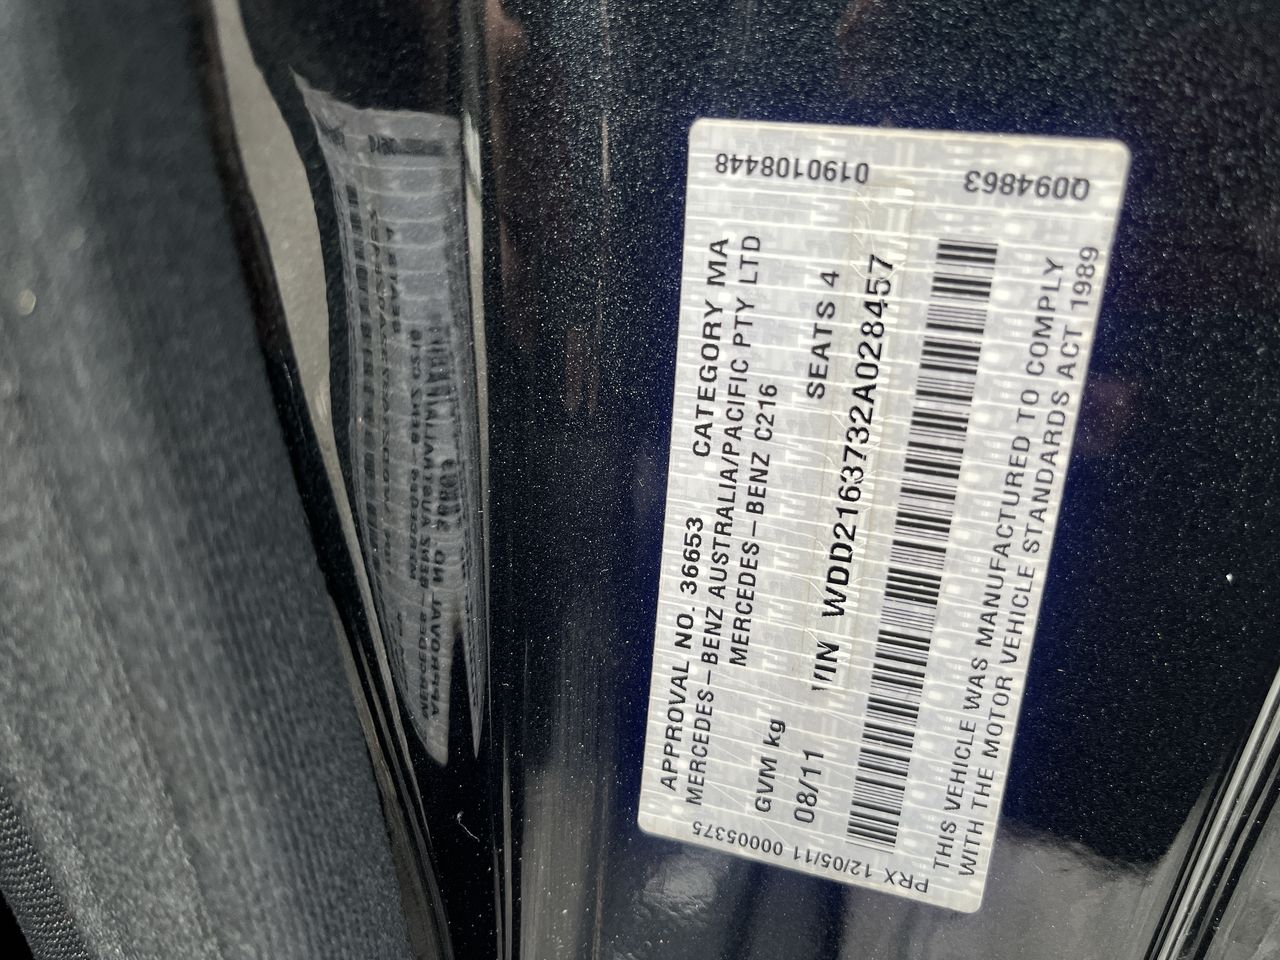 APPROVAL NO. 36653 CATEGORY MA
MERCEDES-BENZ AUSTRALIA/PACIFIC PTY LTD
MERCEDES-BENZ C216
GVM kg SEATS 4
08/11 VIN WDD2163732A028457
THIS VEHICLE WAS MANUFACTURED TO COMPLY
WITH THE MOTOR VEHICLE STANDARDS ACT 1989
0190108448
Q094863
PRX 12/05/11 00005375